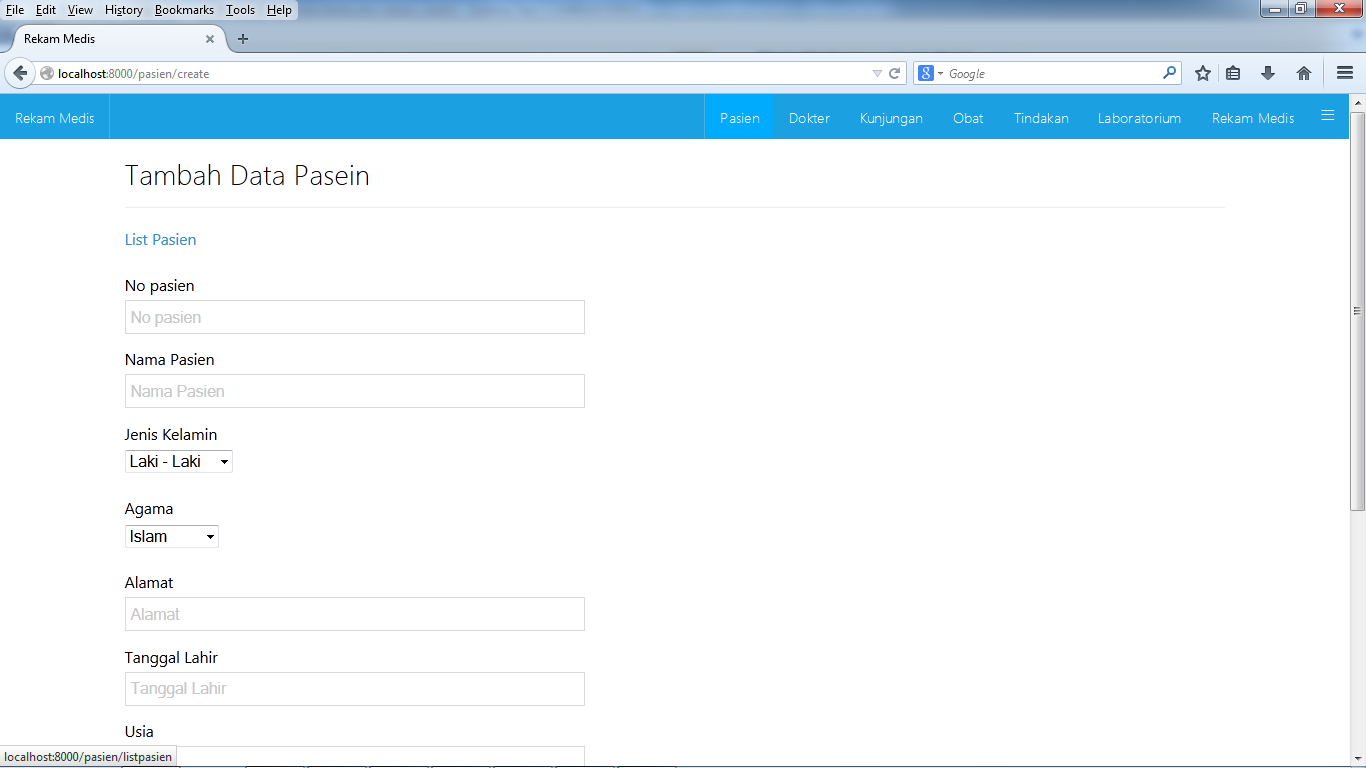 File Edit View History Bookmarks Tools Help
Rekam Medis
localhost:8000/pasien/create
Google
Rekam Medis Pasien Dokter Kunjungan Obat Tindakan Laboratorium Rekam Medis
Tambah Data Pasein
List Pasien
No pasien
No pasien
Nama Pasien
Nama Pasien
Jenis Kelamin
Laki - Laki
Agama
Islam
Alamat
Alamat
Tanggal Lahir
Tanggal Lahir
Usia
localhost:8000/pasien/listpasien